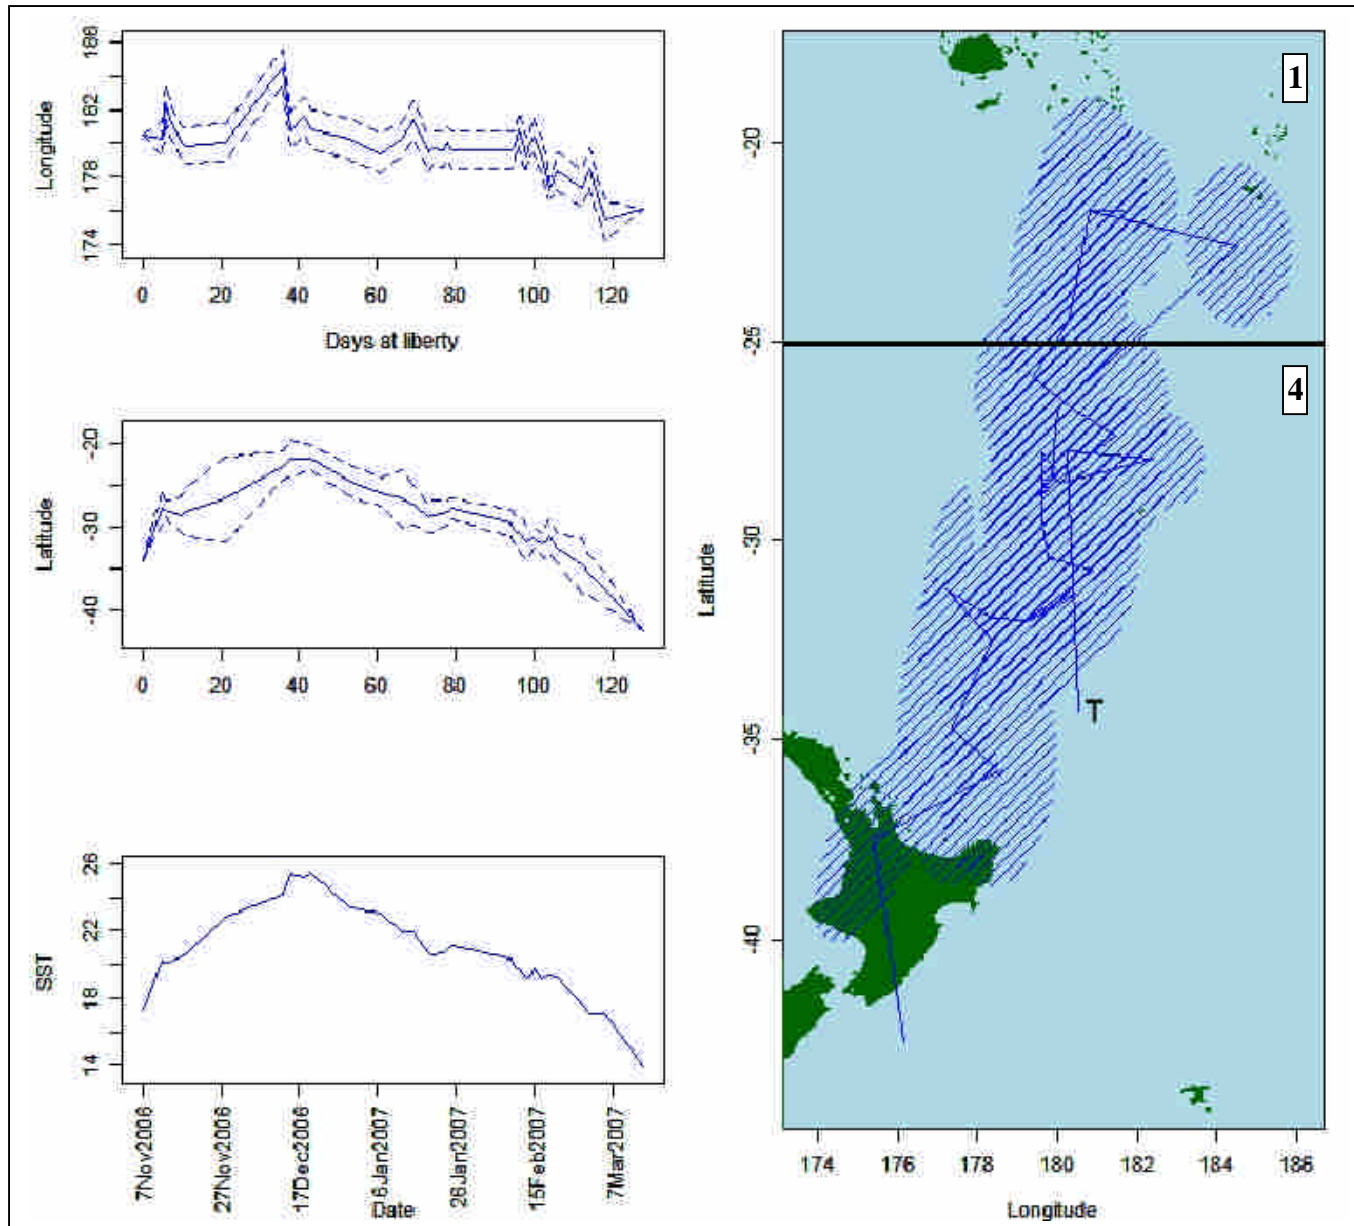 Longitude
186
182
178
174
0 20 40 60 80 100 120
Days at liberty
Latitude
-20
-30
-40
0 20 40 60 80 100 120
SST
26
22
18
14
7Nov2006
27Nov2006
17Dec2006
6Jan2007
26Jan2007
15Feb2007
7Mar2007
Date
Latitude
-20
-25
-30
-35
-40
1
4
T
174 176 178 180 182 184 186
Longitude